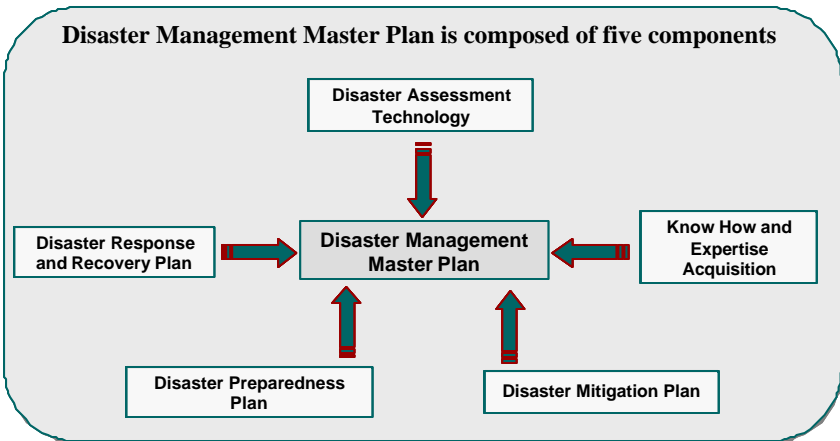 Disaster Management Master Plan is composed of five components
Disaster Assessment
Technology
Disaster Response
and Recovery Plan
Disaster Management
Master Plan
Know How and
Expertise
Acquisition
Disaster Preparedness
Plan
Disaster Mitigation Plan